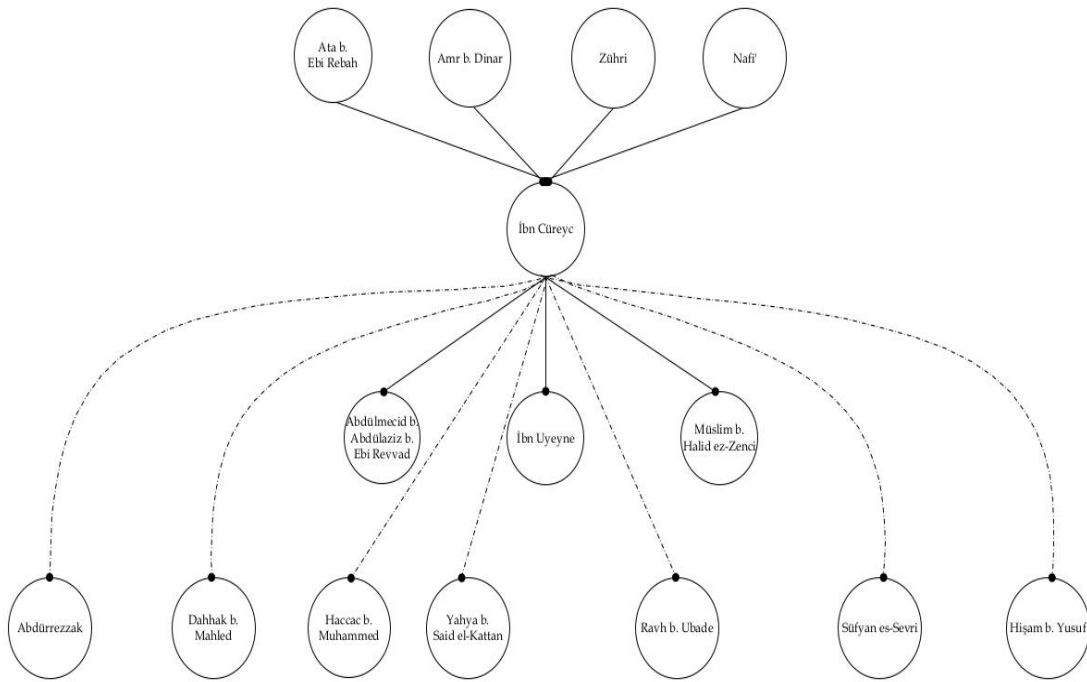 Ata b.
Ebi Rebah
Amr b. Dinar
Zührî
Nafi'
İbn Cüreyc
Abdülmecid b.
Abdülaziz b.
Ebi Revvad
İbn Uyeyne
Müslim b.
Halid ez-Zenci
Abdürrezzak
Dahhak b.
Mahled
Haccac b.
Muhammed
Yahya b.
Said el-Kattan
Ravh b. Ubade
Süfyan es-Sevri
Hişam b. Yusuf